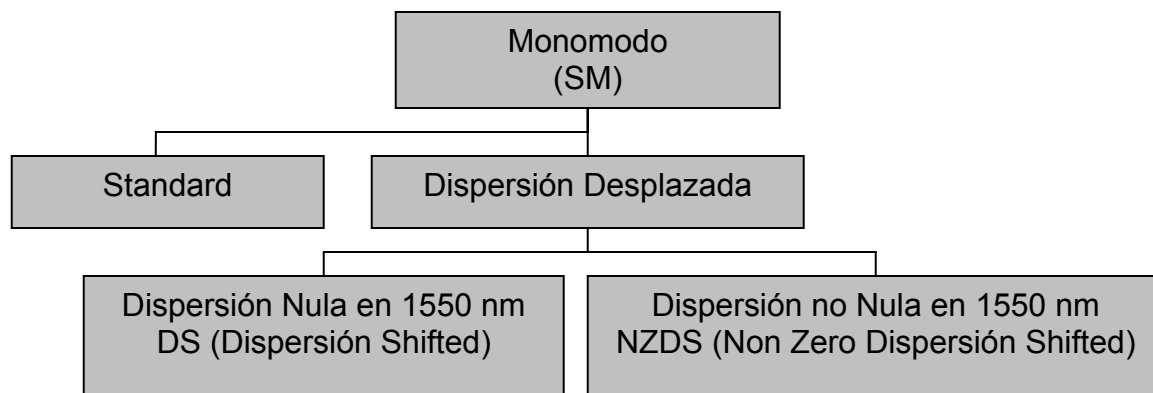 Monomodo
(SM)
Standard
Dispersión Desplazada
Dispersión Nula en 1550 nm
DS (Dispersión Shifted)
Dispersión no Nula en 1550 nm
NZDS (Non Zero Dispersión Shifted)